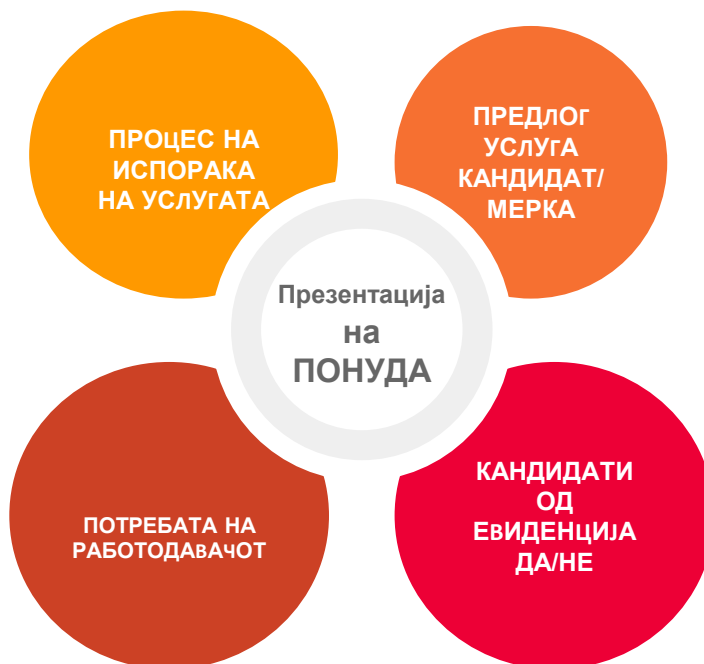 ПРОЦЕС НА
ИСПОРАКА
НА УСЛУГАТА
ПРЕДЛОГ
УСЛУГА
КАНДИДАТ/
МЕРКА
Презентација
на
ПОНУДА
ПОТРЕБАТА НА
РАБОТОДАВАЧОТ
КАНДИДАТИ
ОД
ЕВИДЕНЦИЈА
ДА/НЕ